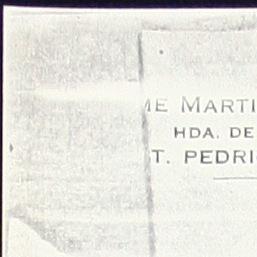 ME MARTI
HDA. DE
T. PEDRI